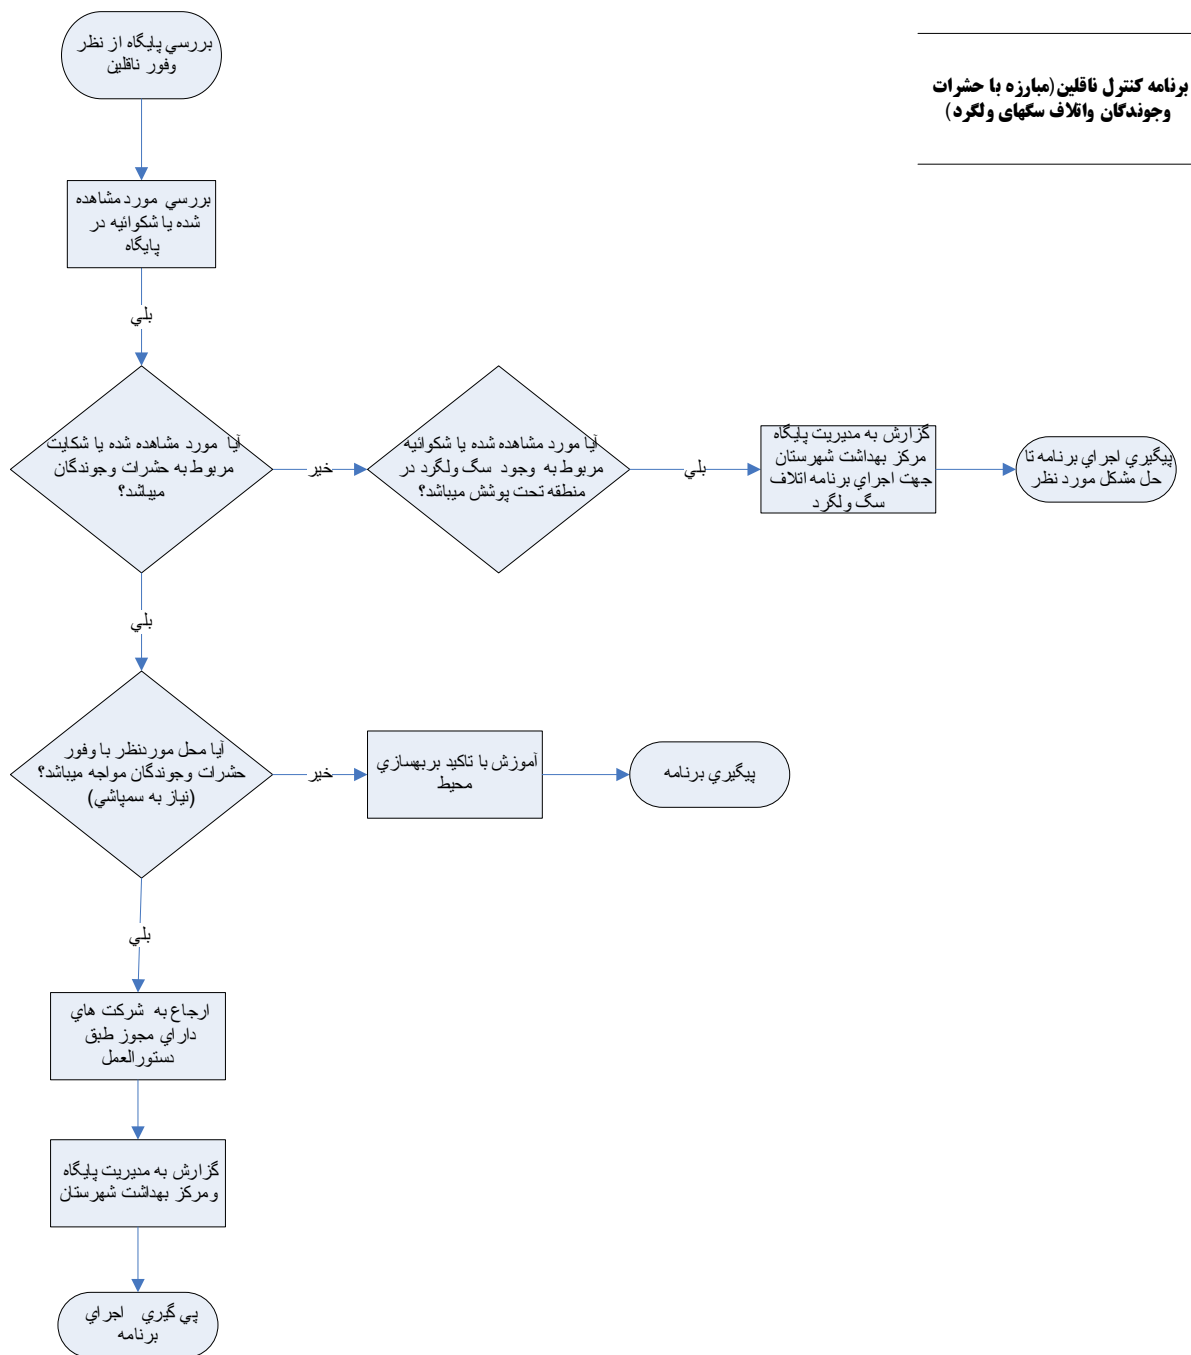 برنامه کنترل ناقلین(مبارزه با حشرات
وجوندگان واتلاف سگهای ولگرد)
بررسي پايگاه از نظر
وفور ناقلين
بررسي مورد مشاهده
شده يا شكوائيه در
پايگاه
بلي
آيا مورد مشاهده شده يا شكايت
مربوط به حشرات وجوندگان
ميباشد؟
خير
آيا مورد مشاهده شده يا شكوائيه
مربوط به وجود سگ ولگرد در
منطقه تحت پوشش ميباشد؟
بلي
گزارش به مديريت پايگاه
مركز بهداشت شهرستان
جهت اجراي برنامه اتلاف
سگ ولگرد
پيگيري اجراي برنامه تا
حل مشكل مورد نظر
بلي
آيا محل موردنظر با وفور
حشرات وجوندگان مواجه ميباشد؟
(نياز به سمپاشي)
خير
آموزش با تاكيد بربهسازي
محيط
پيگيري برنامه
بلي
ارجاع به شركت هاي
داراي مجوز طبق
دستورالعمل
گزارش به مديريت پايگاه
ومركز بهداشت شهرستان
پي گيري اجراي
برنامه